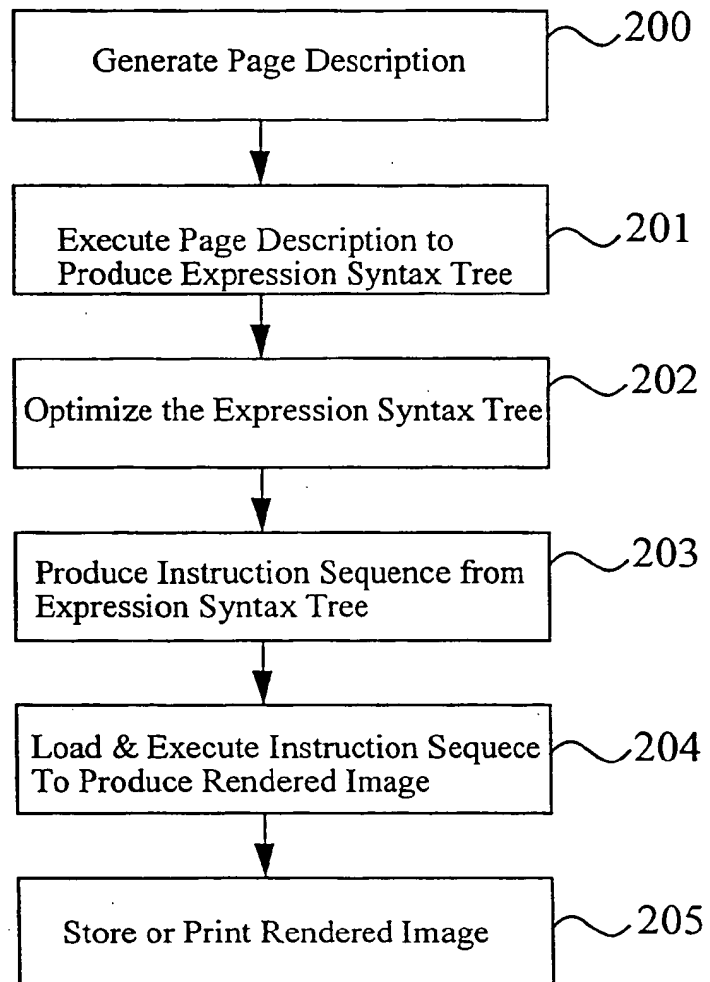 Generate Page Description
200
Execute Page Description to
Produce Expression Syntax Tree
201
Optimize the Expression Syntax Tree
202
Produce Instruction Sequence from
Expression Syntax Tree
203
Load & Execute Instruction Sequece
To Produce Rendered Image
204
Store or Print Rendered Image
205